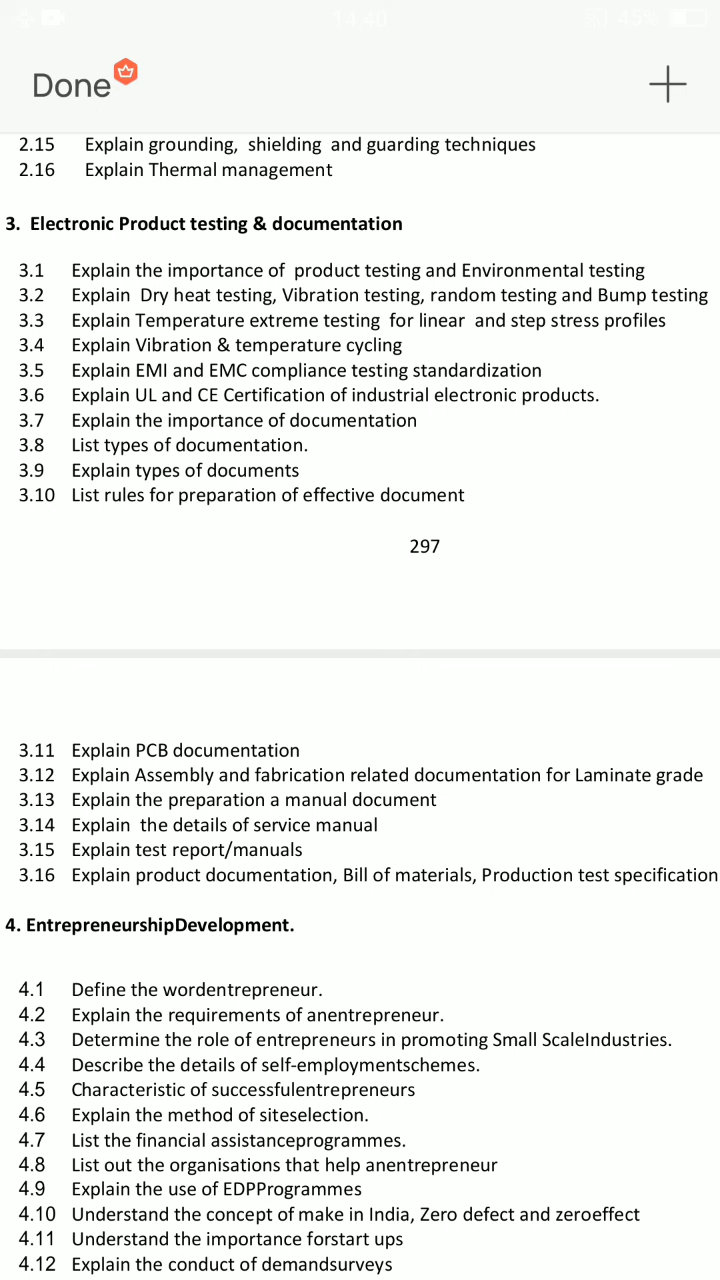 14:40
45%
Done
2.15 Explain grounding, shielding and guarding techniques
2.16 Explain Thermal management
3. Electronic Product testing & documentation
3.1 Explain the importance of product testing and Environmental testing
3.2 Explain Dry heat testing, Vibration testing, random testing and Bump testing
3.3 Explain Temperature extreme testing for linear and step stress profiles
3.4 Explain Vibration & temperature cycling
3.5 Explain EMI and EMC compliance testing standardization
3.6 Explain UL and CE Certification of industrial electronic products.
3.7 Explain the importance of documentation
3.8 List types of documentation.
3.9 Explain types of documents
3.10 List rules for preparation of effective document
297
3.11 Explain PCB documentation
3.12 Explain Assembly and fabrication related documentation for Laminate grade
3.13 Explain the preparation a manual document
3.14 Explain the details of service manual
3.15 Explain test report/manuals
3.16 Explain product documentation, Bill of materials, Production test specification
4. EntrepreneurshipDevelopment.
4.1 Define the wordentrepreneur.
4.2 Explain the requirements of anentrepreneur.
4.3 Determine the role of entrepreneurs in promoting Small ScaleIndustries.
4.4 Describe the details of self-employmentschemes.
4.5 Characteristic of successfulentrepreneurs
4.6 Explain the method of siteselection.
4.7 List the financial assistanceprogrammes.
4.8 List out the organisations that help anentrepreneur
4.9 Explain the use of EDPProgrammes
4.10 Understand the concept of make in India, Zero defect and zeroeffect
4.11 Understand the importance forstart ups
4.12 Explain the conduct of demandsurveys